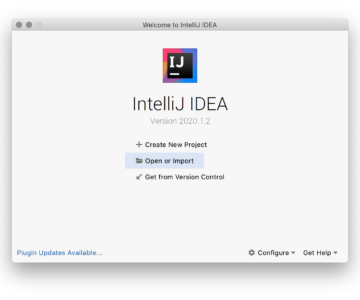 Welcome to IntelliJ IDEA
IJ
IntelliJ IDEA
Version 2020.1.2
+ Create New Project
Open or Import
Get from Version Control
Plugin Updates Available...
Configure
Get Help